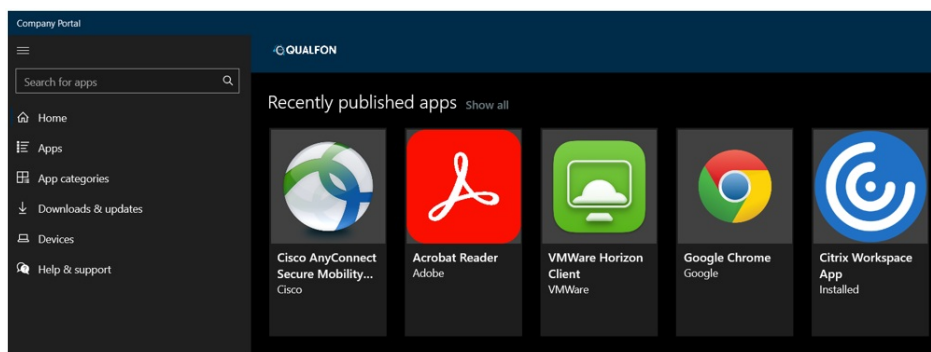 Company Portal
QUALFON
Search for apps
Home
Apps
App categories
Downloads & updates
Devices
Help & support
Recently published apps Show all
Cisco AnyConnect
Secure Mobility...
Cisco
Acrobat Reader
Adobe
VMWare Horizon
Client
VMWare
Google Chrome
Google
Citrix Workspace
App
Installed